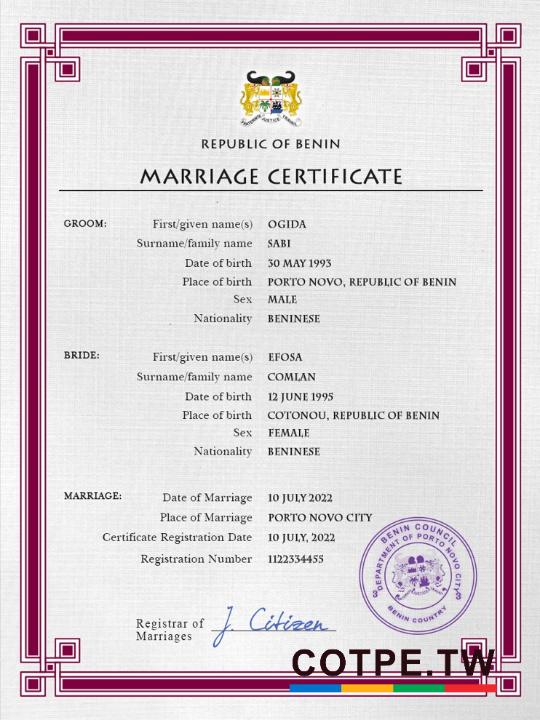 REPUBLIC OF BENIN
MARRIAGE CERTIFICATE
GROOM: First/given name(s) OGIDA
Surname/family name SABI
Date of birth 30 MAY 1993
Place of birth PORTO NOVO, REPUBLIC OF BENIN
Sex MALE
Nationality BENINESE
BRIDE: First/given name(s) EFOSA
Surname/family name COMLAN
Date of birth 12 JUNE 1995
Place of birth COTONOU, REPUBLIC OF BENIN
Sex FEMALE
Nationality BENINESE
MARRIAGE: Date of Marriage 10 JULY 2022
Place of Marriage PORTO NOVO CITY
Certificate Registration Date 10 JULY, 2022
Registration Number 1122334455
BENIN COUNCIL
DEPARTMENT OF PORTO NOVO CITY
BENIN COUNTRY
Registrar of
Marriages
J. Citizen
COTPE.TW